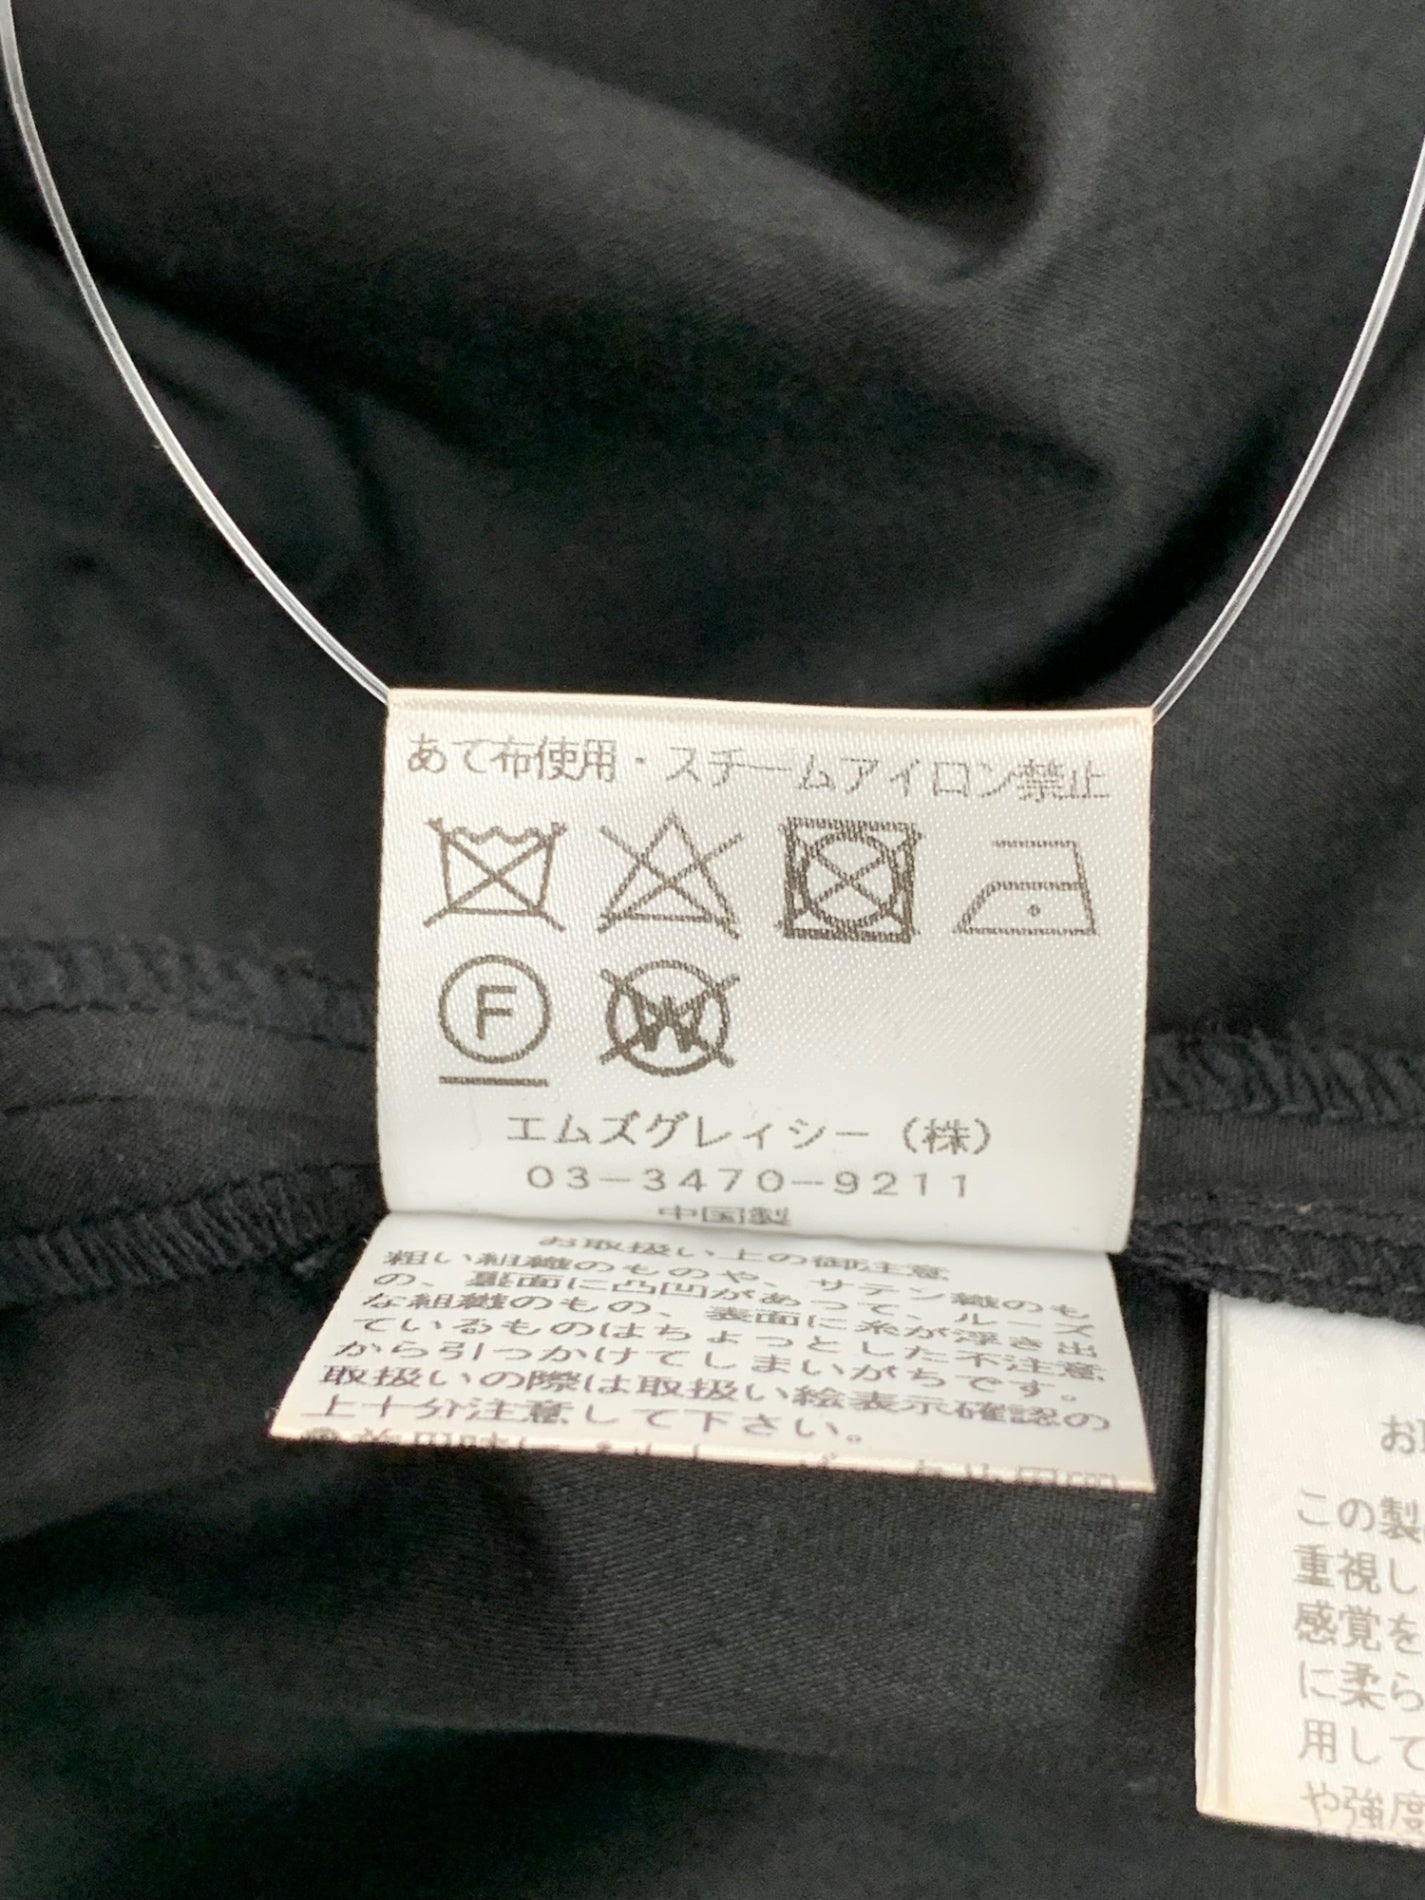 あて布使用・スチームアイロン禁止
F
W
エムズグレィシー（株）
03-3470-9211
中国製
お取扱い上の御注意
粗い組織のものや、サテン織のも
の、裏面に凸凹があって、ルーズ
な組織のもの、表面に糸が浮き出
ているものはちょっとした不注意
から引っかけてしまいがちです。
取扱いの際は取扱い絵表示確認の
上十分注意して下さい。
お
この製
重視し
感覚を
に柔ら
用して
や強度